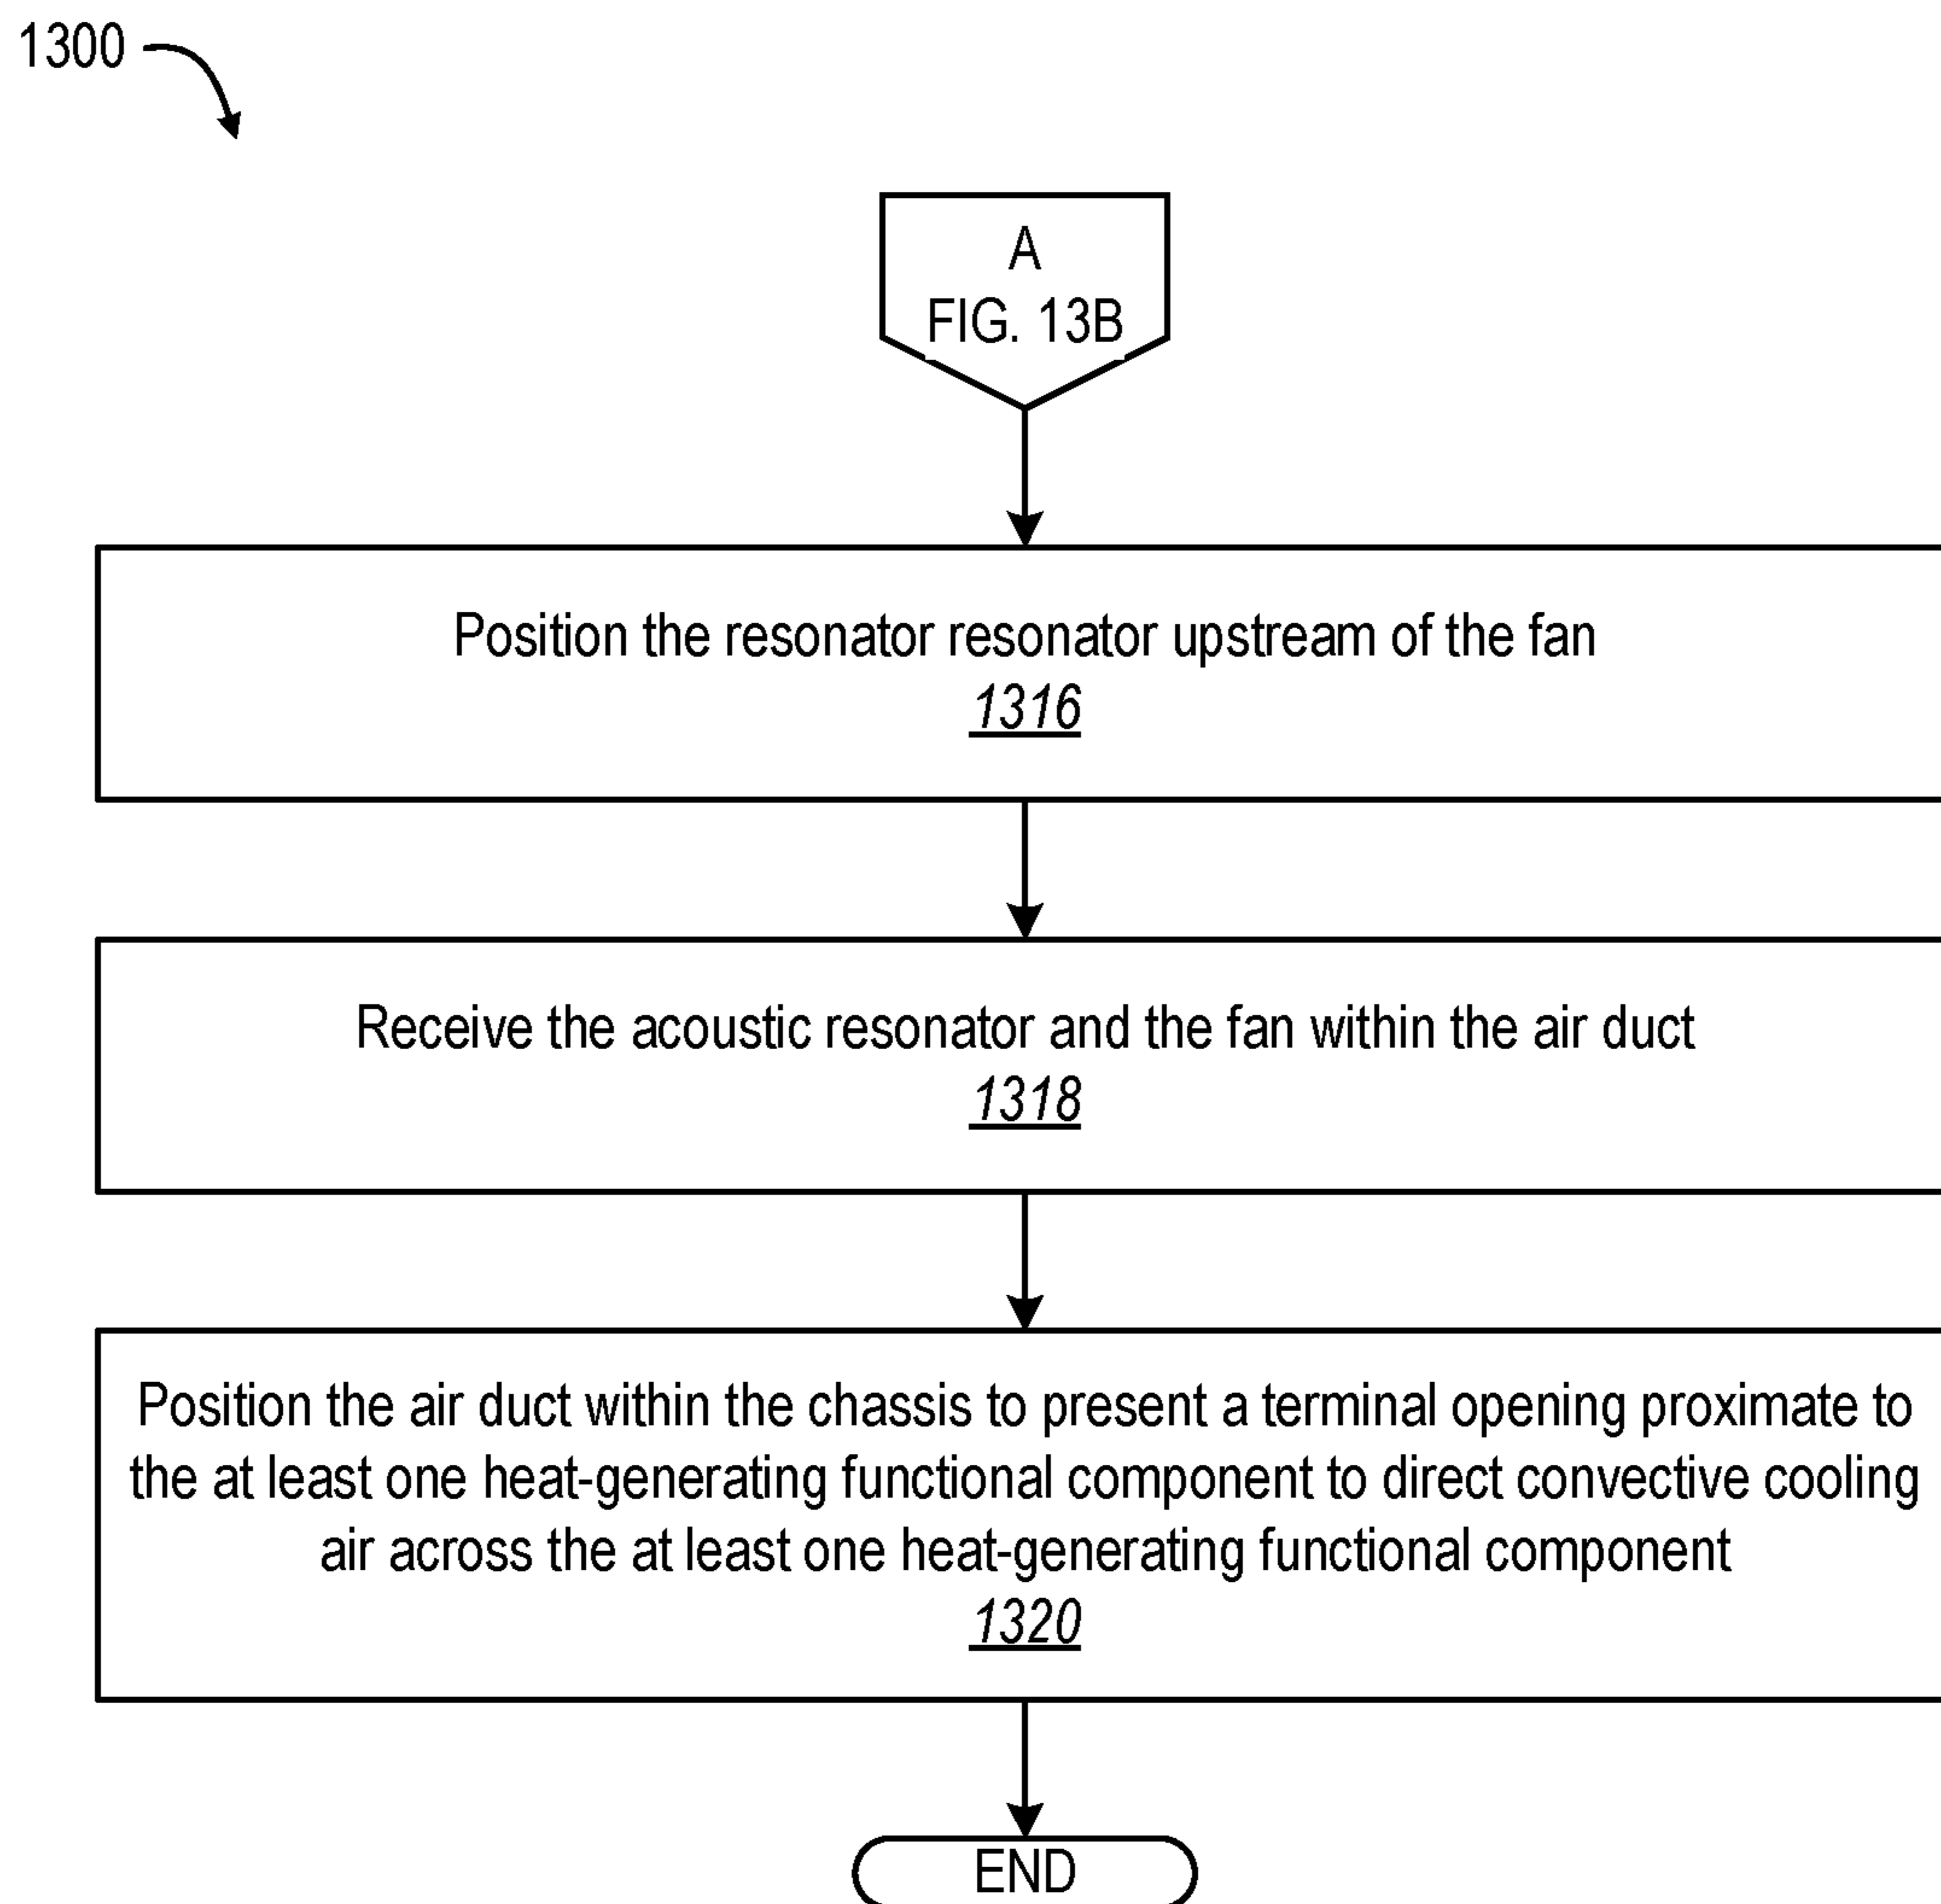 1300
A
FIG. 13B
Position the resonator resonator upstream of the fan
1316
Receive the acoustic resonator and the fan within the air duct
1318
Position the air duct within the chassis to present a terminal opening proximate to
the at least one heat-generating functional component to direct convective cooling
air across the at least one heat-generating functional component
1320
END